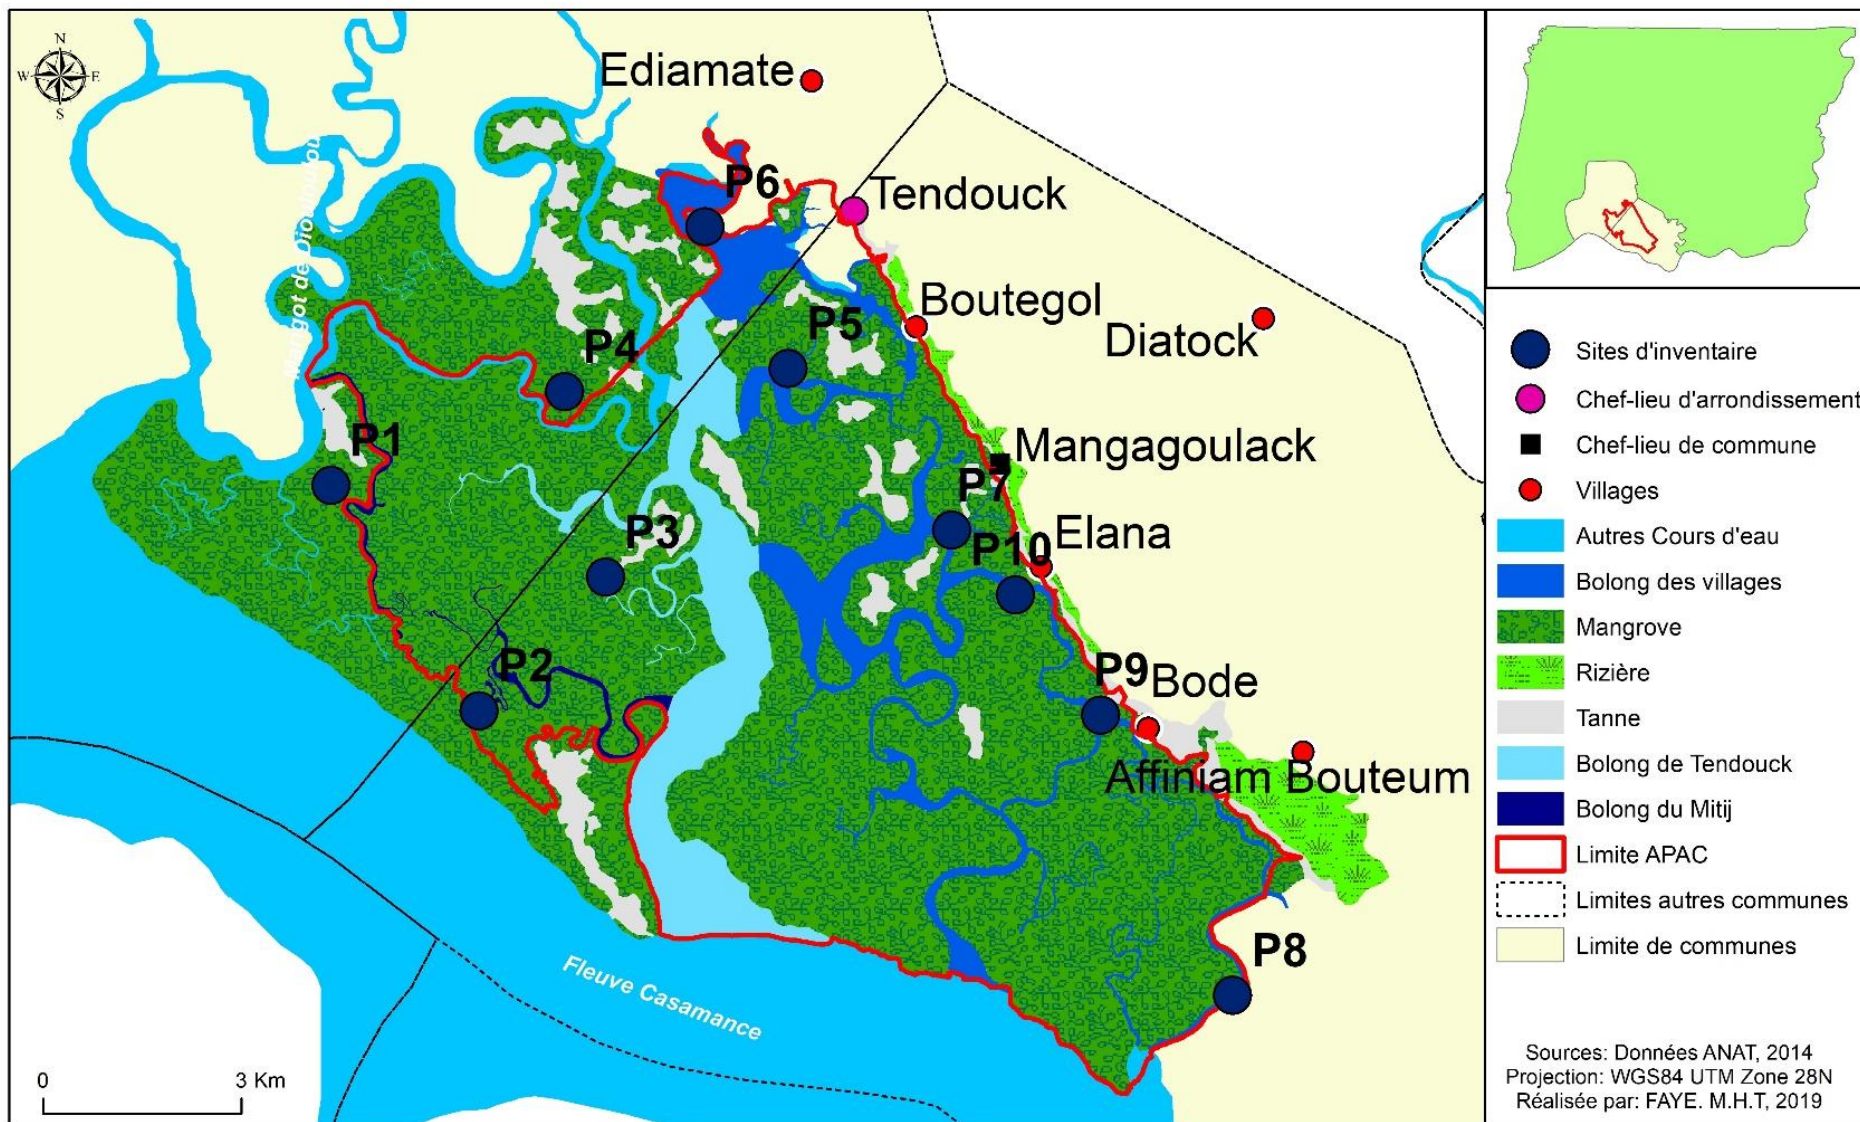 N
W
E
S
Ediamate
P6
Tendouck
Boutegol
Diatock
P5
P4
Mangagoulack
P1
P7
P3
P10
Elana
P2
P9
Bode
Affiniam Bouteum
P8
Fleuve Casamance
0
3 Km
Sites d'inventaire
Chef-lieu d'arrondissement
Chef-lieu de commune
Villages
Autres Cours d'eau
Bolong des villages
Mangrove
Rizière
Tanne
Bolong de Tendouck
Bolong du Mitij
Limite APAC
Limites autres communes
Limite de communes
Sources: Données ANAT, 2014
Projection: WGS84 UTM Zone 28N
Réalisée par: FAYE. M.H.T, 2019